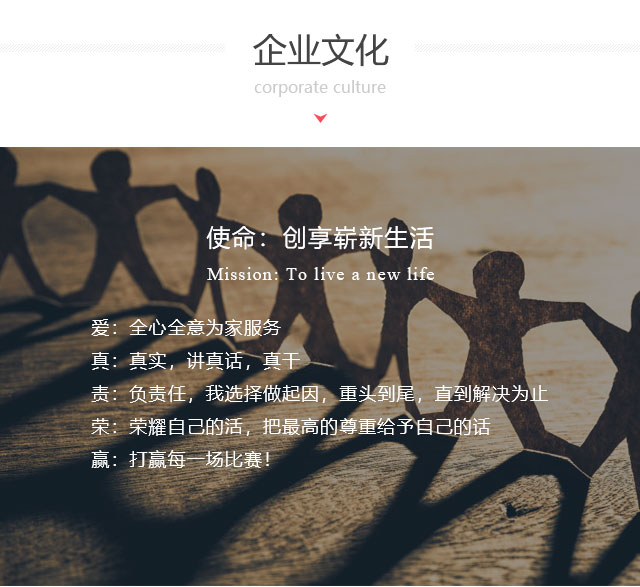 企业文化
corporate culture
使命：创享崭新生活
Mission: To live a new life
爱：全心全意为家服务
真：真实，讲真话，真干
责：负责任，我选择做起因，重头到尾，直到解决为止
荣：荣耀自己的活，把最高的尊重给予自己的话
赢：打赢每一场比赛！